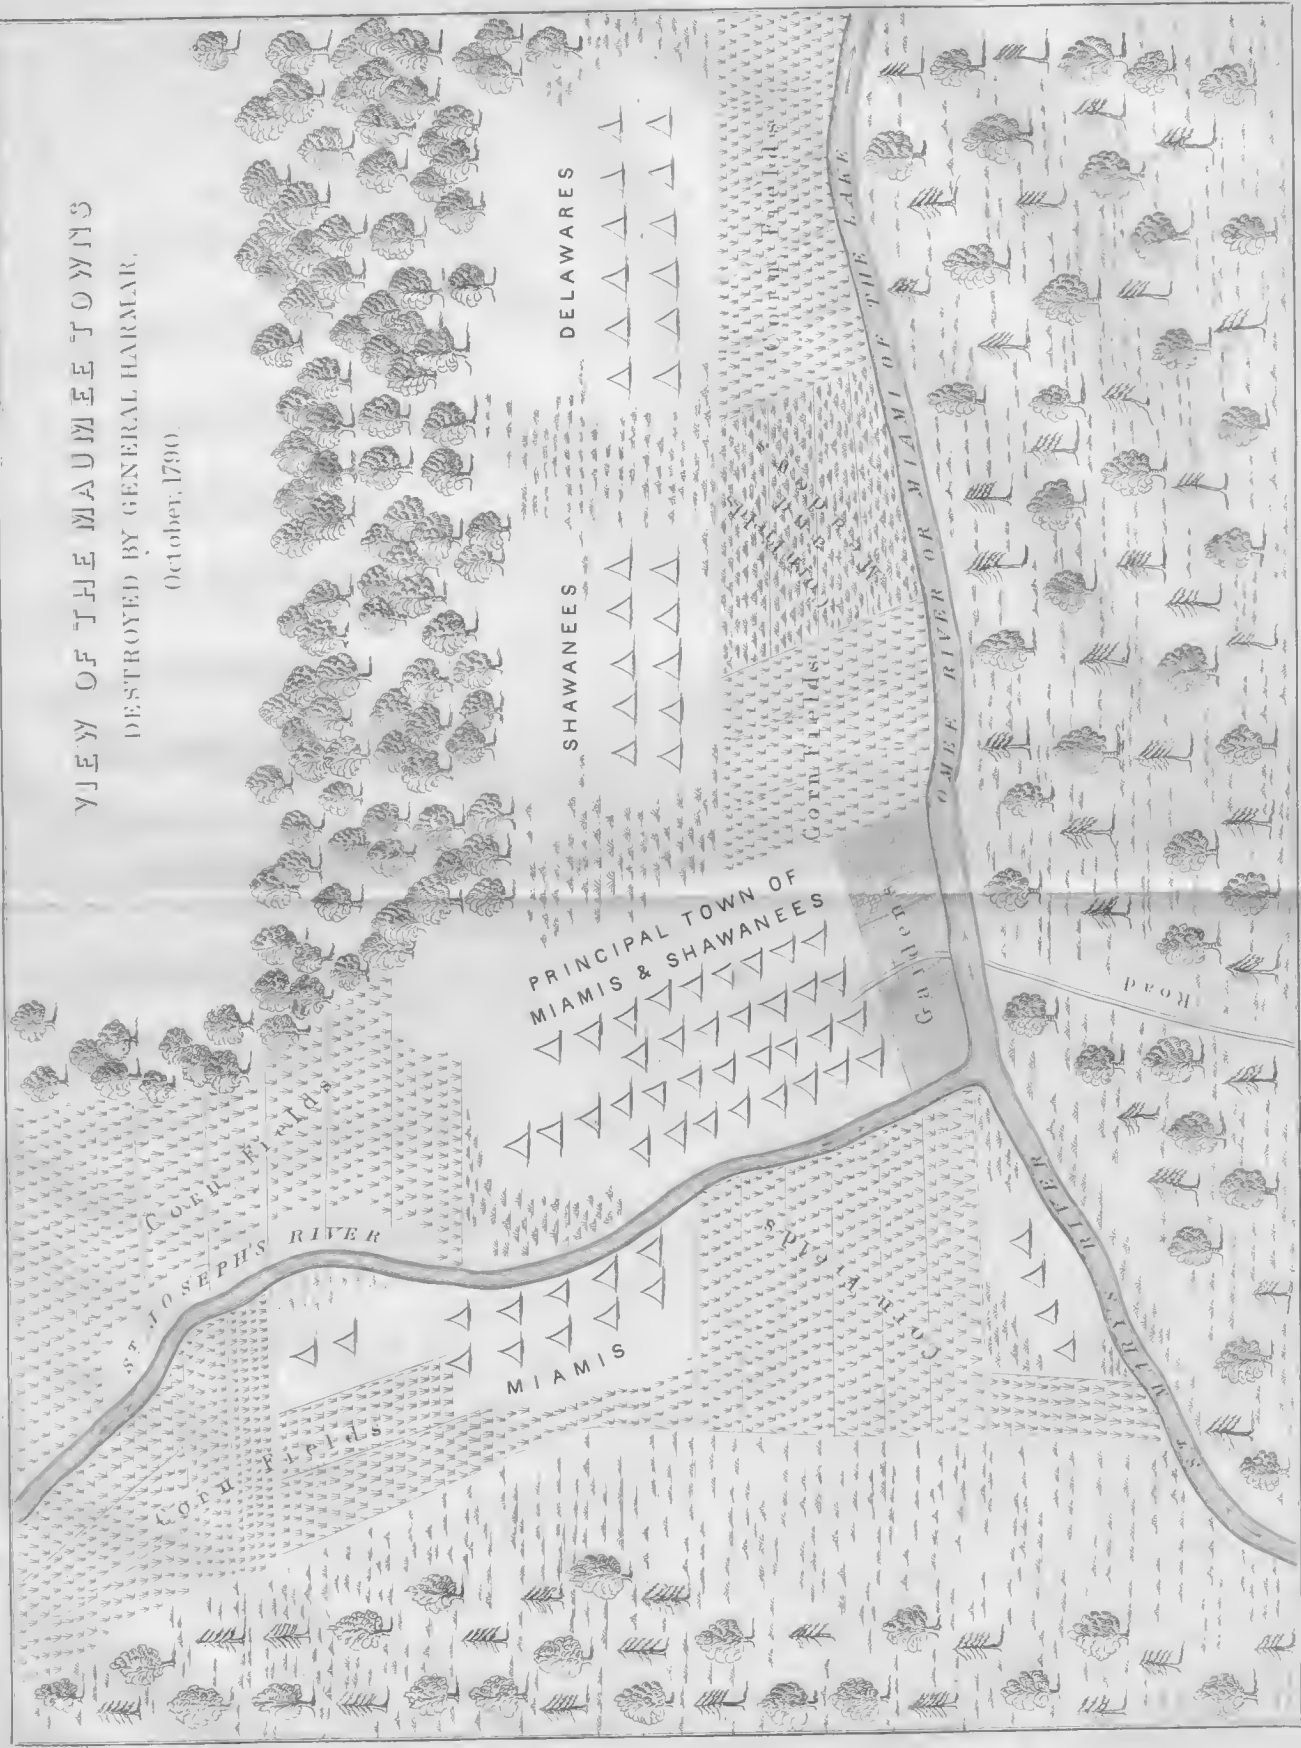 VIEW OF THE MAUMEE TOWNS
DESTROYED BY GENERAL HARMAR,
October, 1790.
DELAWARES
SHAWANEES
PRINCIPAL TOWN OF
MIAMIS & SHAWANEES
MIAMIS
Corn Fields
Corn Fields
Corn Fields
Corn Fields
Corn Fields
Gardens
Road
ST. JOSEPH'S RIVER
ST. MARY'S RIVER
OMEE RIVER OR MIAMI OF THE LAKE